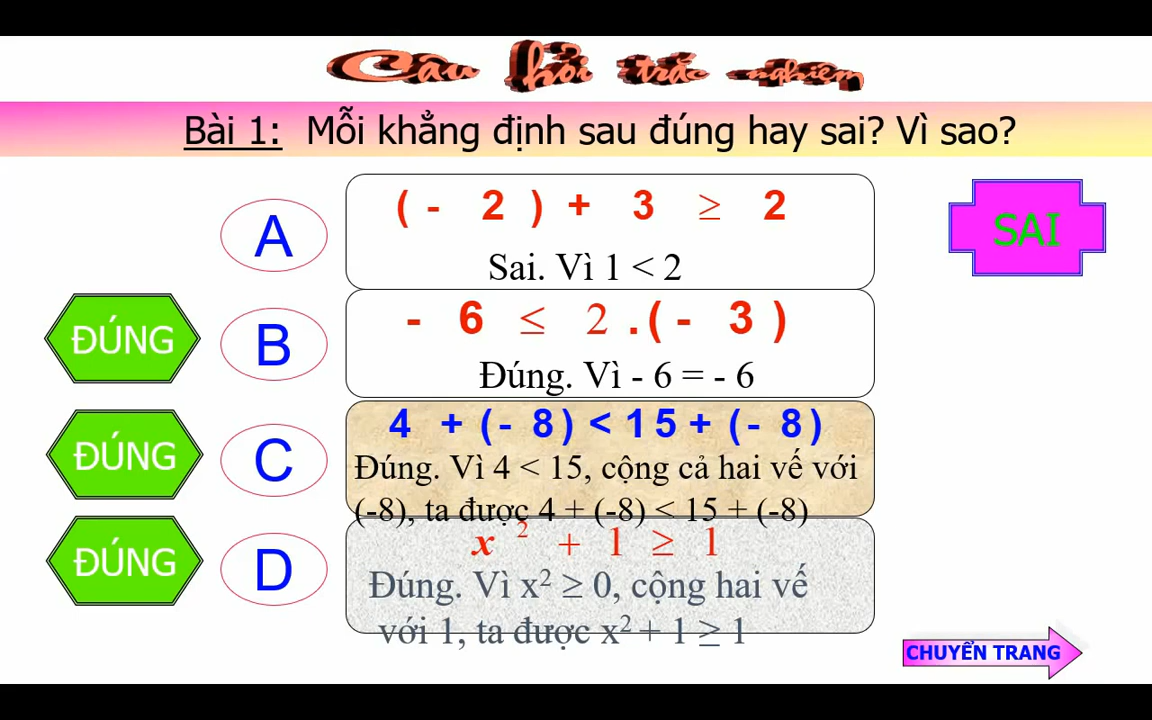 Câu hỏi trắc nghiệm
Bài 1: Mỗi khẳng định sau đúng hay sai? Vì sao?
A
(- 2 ) + 3 ≥ 2
Sai. Vì 1 < 2
SAI
ĐÚNG
B
- 6 ≤ 2 .(- 3 )
Đúng. Vì - 6 = - 6
ĐÚNG
C
4 + (- 8) < 15 + (- 8)
Đúng. Vì 4 < 15, cộng cả hai vế với
(-8), ta được 4 + (-8) < 15 + (-8)
ĐÚNG
D
x² + 1 ≥ 1
Đúng. Vì x² ≥ 0, cộng hai vế
với 1, ta được x² + 1 ≥ 1
CHUYỂN TRANG